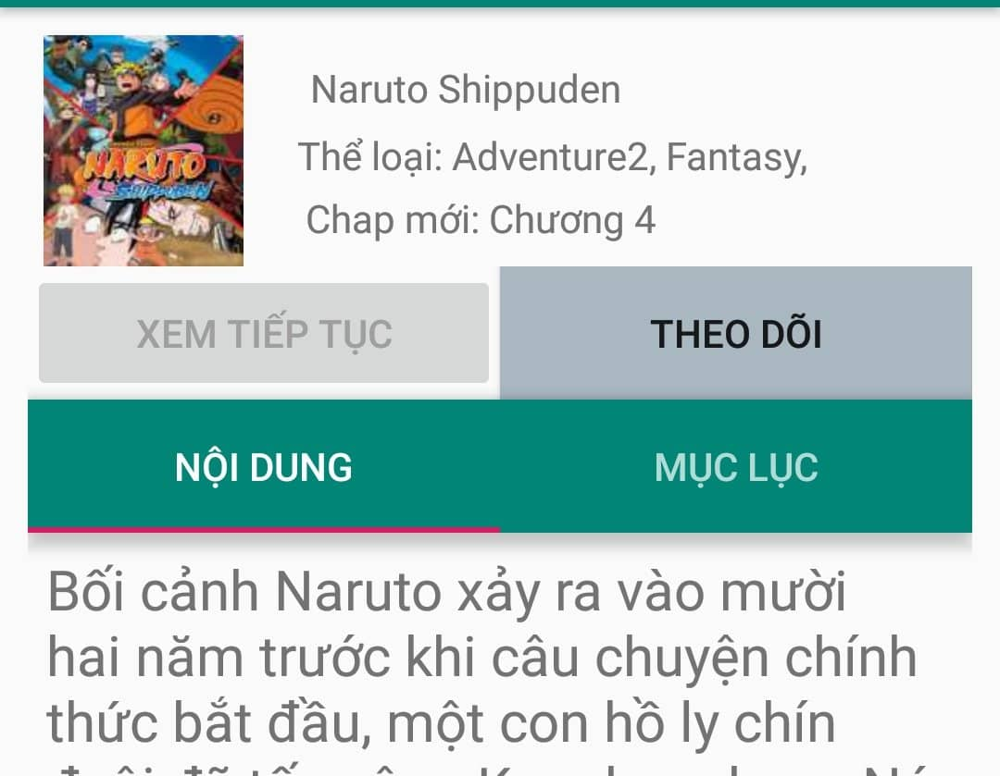 NARUTO
SHIPPUDEN
Naruto Shippuden
Thể loại: Adventure2, Fantasy,
Chap mới: Chương 4
XEM TIẾP TỤC
THEO DÕI
NỘI DUNG
MỤC LỤC
Bối cảnh Naruto xảy ra vào mười
hai năm trước khi câu chuyện chính
thức bắt đầu, một con hồ ly chín